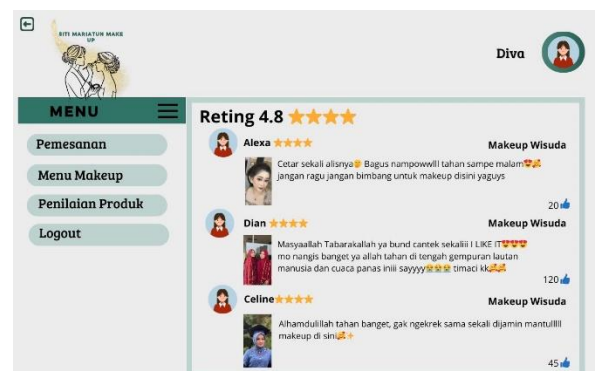 SITI MARIATUN MAKE
UP
Diva
MENU
Pemesanan
Menu Makeup
Penilaian Produk
Logout
Reting 4.8
Alexa
Makeup Wisuda
Cetar sekali alisnya Bagus nampowwlll tahan sampe malam
jangan ragu jangan bimbang untuk makeup disini yaguys
20
Dian
Makeup Wisuda
Masyaallah Tabarakallah ya bund cantek sekaliii I LIKE IT
mo nangis banget ya allah tahan di tengah gempuran lautan
manusia dan cuaca panas iniii sayyyy timaci kk
120
Celine
Makeup Wisuda
Alhamdulillah tahan banget, gak ngekrek sama sekali dijamin mantulllll
makeup di sini
45